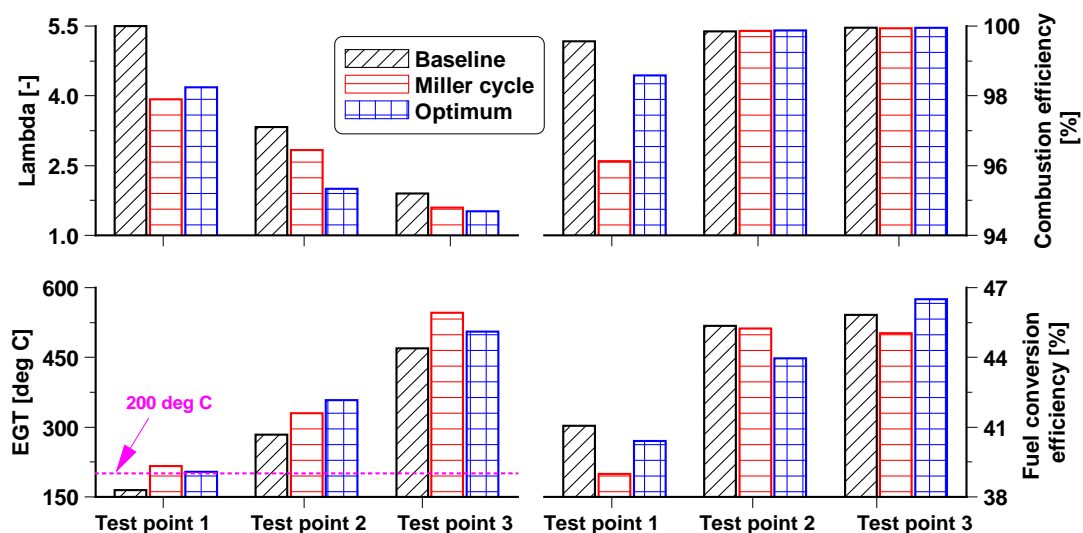 Lambda [-]
5.5
4.0
2.5
1.0
Baseline
Miller cycle
Optimum
100
98
96
94
Combustion efficiency
[%]
EGT [deg C]
600
450
300
150
200 deg C
Test point 1
Test point 2
Test point 3
Test point 1
Test point 2
Test point 3
47
44
41
38
Fuel conversion
efficiency [%]